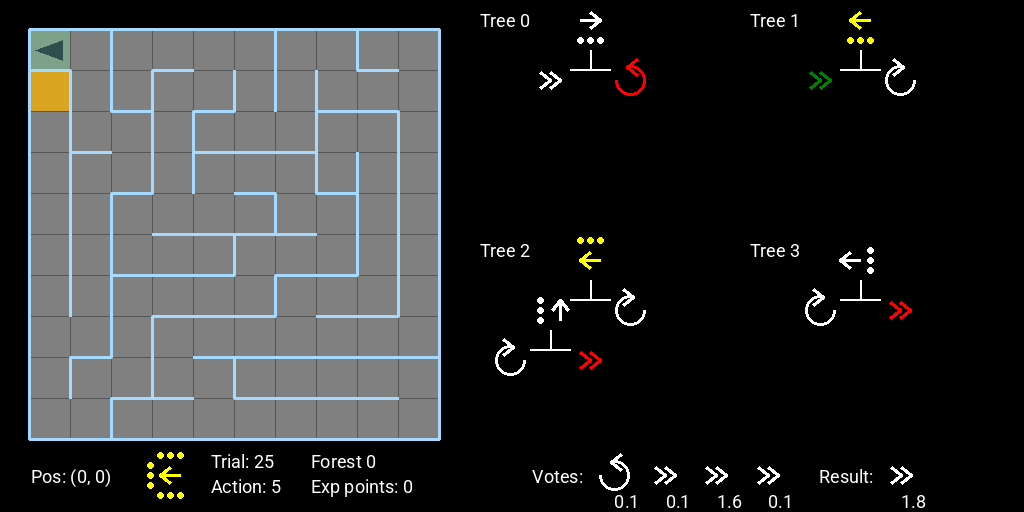 Tree 0
Tree 1
Tree 2
Tree 3
Pos: (0, 0)
Trial: 25
Forest 0
Action: 5
Exp points: 0
Votes:
Result:
0.1
0.1
1.6
0.1
1.8